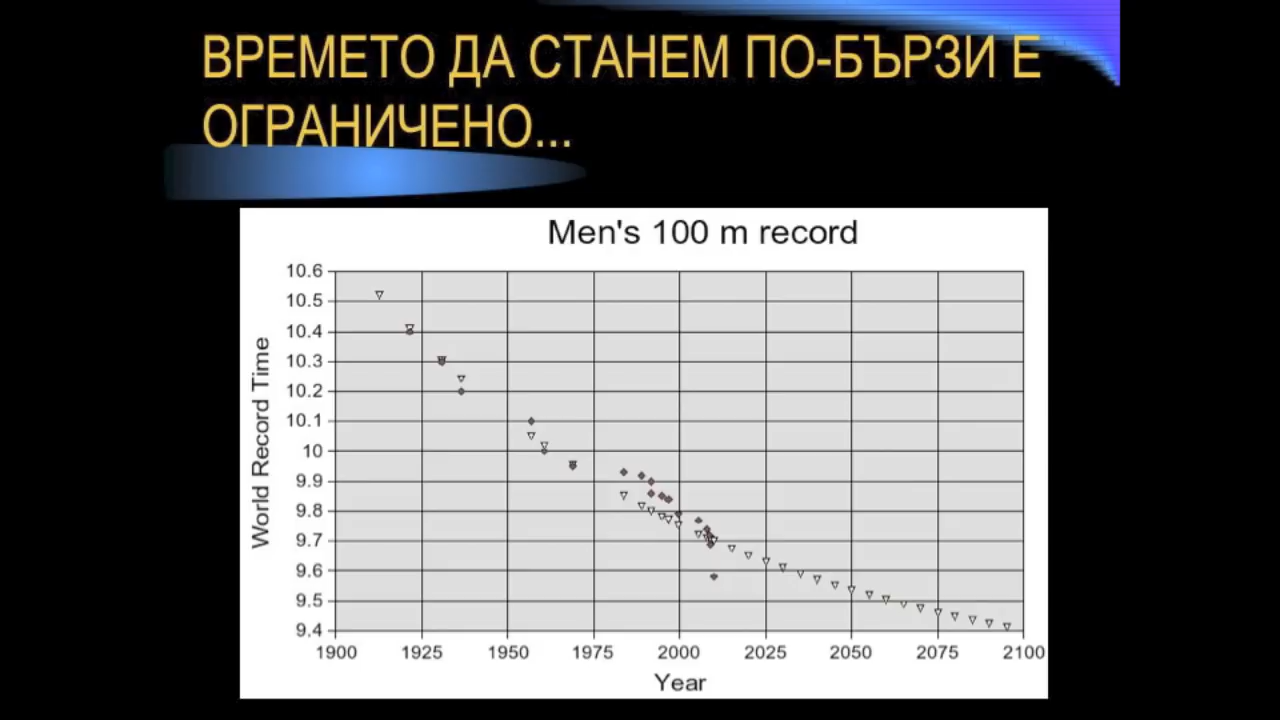 ВРЕМЕТО ДА СТАНЕМ ПО-БЪРЗИ Е
ОГРАНИЧЕНО...
Men's 100 m record
World Record Time
10.6
10.5
10.4
10.3
10.2
10.1
10
9.9
9.8
9.7
9.6
9.5
9.4
1900 1925 1950 1975 2000 2025 2050 2075 2100
Year